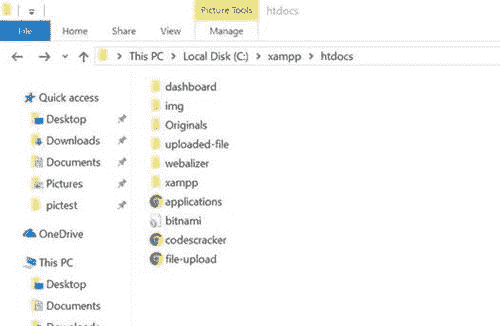 Picture Tools
htdocs
File
Home
Share
View
Manage
This PC
Local Disk (C:)
xampp
htdocs
Quick access
Desktop
Downloads
Documents
Pictures
pictest
OneDrive
This PC
Desktop
Documents
Downloads
dashboard
img
Originals
uploaded-file
webalizer
xampp
applications
bitnami
codescracker
file-upload